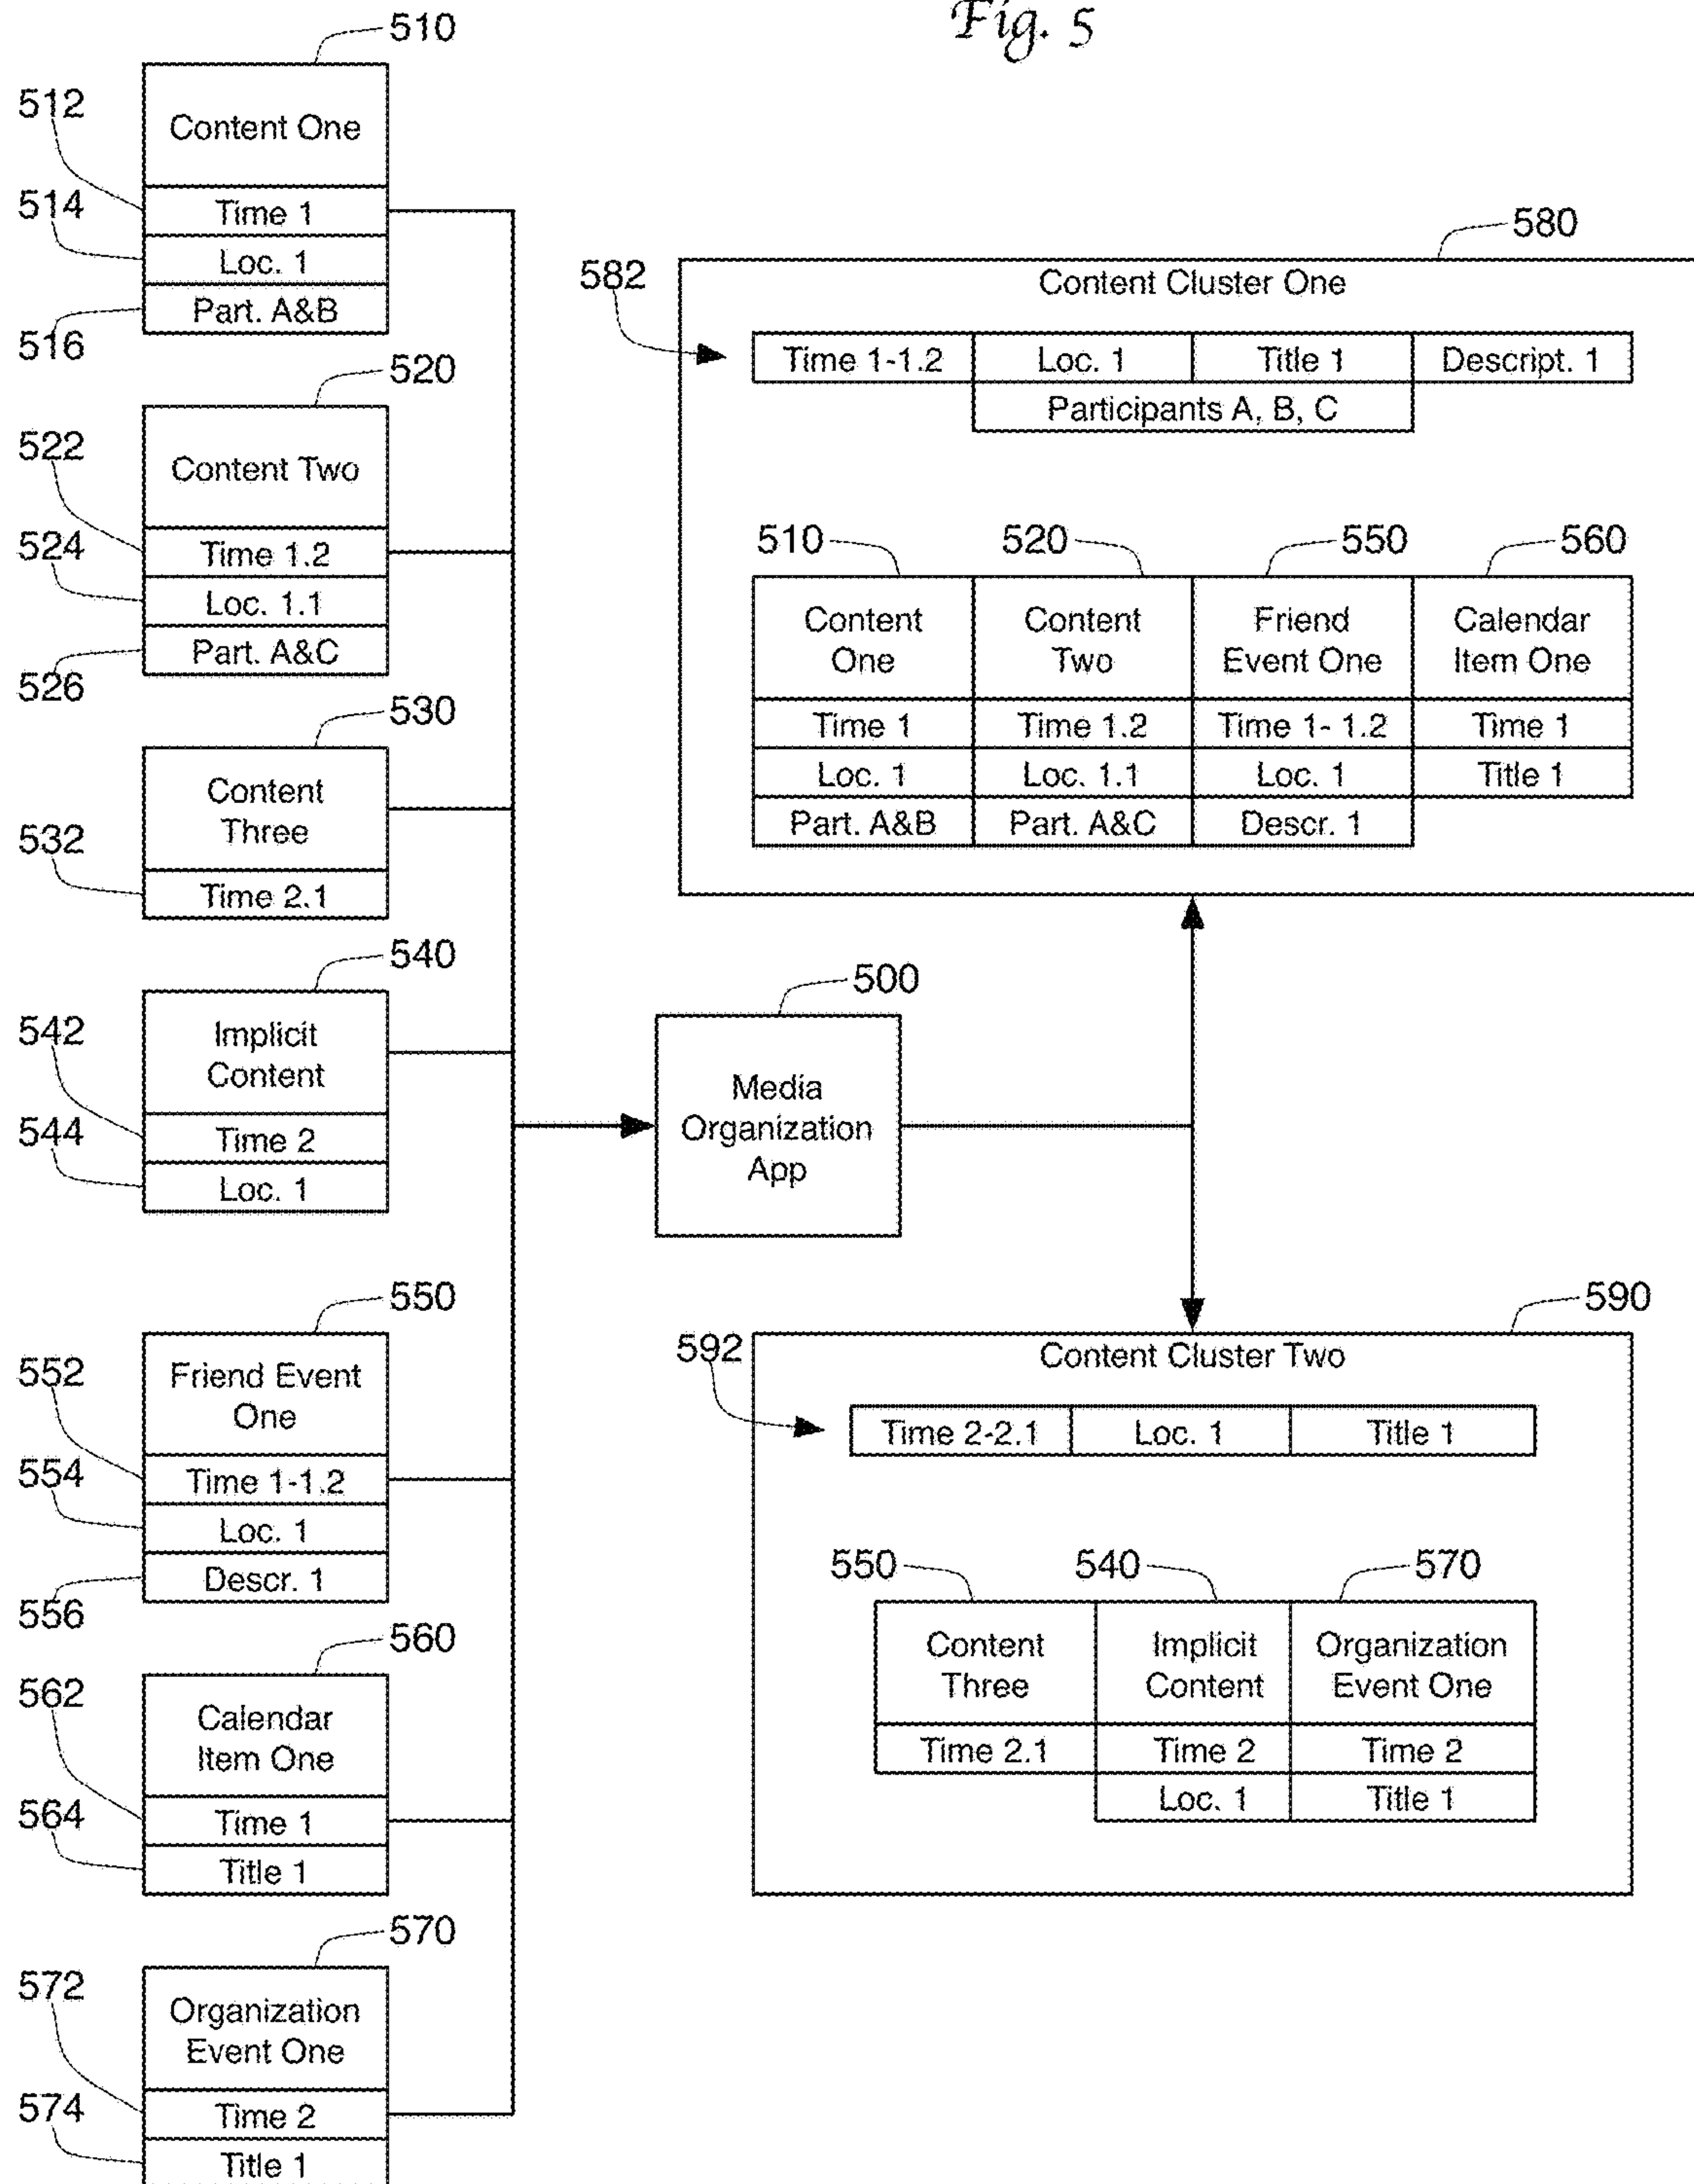 Fig. 5
510
512
Content One
514
Time 1
Loc. 1
Part. A&B
516
520
522
Content Two
524
Time 1.2
Loc. 1.1
Part. A&C
526
530
Content
Three
532
Time 2.1
540
542
Implicit
Content
544
Time 2
Loc. 1
550
552
Friend Event
One
554
Time 1-1.2
Loc. 1
Descr. 1
556
560
562
Calendar
Item One
564
Time 1
Title 1
570
572
Organization
Event One
574
Time 2
Title 1
500
Media
Organization
App
580
582
Content Cluster One
Time 1-1.2 Loc. 1 Title 1 Descript. 1
Participants A, B, C
510 520 550 560
Content Content Friend Calendar
One Two Event One Item One
Time 1 Time 1.2 Time 1- 1.2 Time 1
Loc. 1 Loc. 1.1 Loc. 1 Title 1
Part. A&B Part. A&C Descr. 1
590
592
Content Cluster Two
Time 2-2.1 Loc. 1 Title 1
550 540 570
Content Implicit Organization
Three Content Event One
Time 2.1 Time 2 Time 2
Loc. 1 Title 1